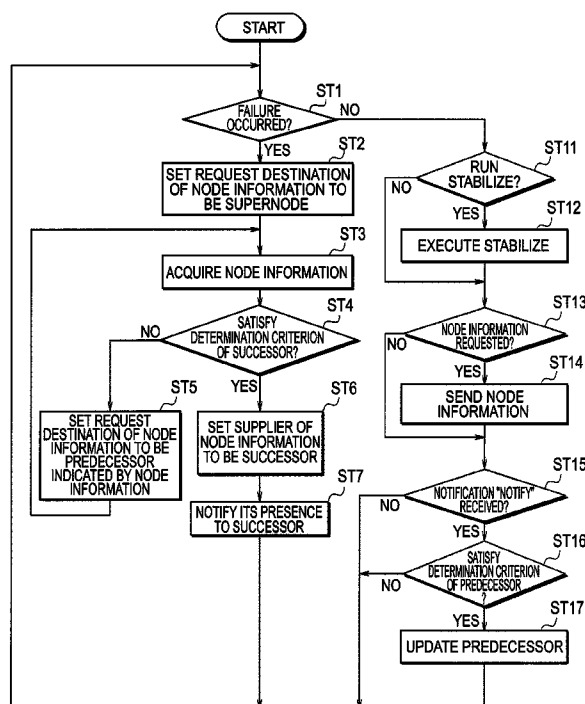 START
ST1
FAILURE
OCCURRED?
NO
YES
ST2
SET REQUEST DESTINATION
OF NODE INFORMATION TO
BE SUPERNODE
ST3
ACQUIRE NODE INFORMATION
ST4
SATISFY
DETERMINATION CRITERION
OF SUCCESSOR?
NO
YES
ST5
SET REQUEST
DESTINATION OF NODE
INFORMATION TO BE
PREDECESSOR
INDICATED BY NODE
INFORMATION
ST6
SET SUPPLIER OF
NODE INFORMATION
TO BE SUCCESSOR
ST7
NOTIFY ITS PRESENCE
TO SUCCESSOR
ST11
RUN
STABILIZE?
NO
YES
ST12
EXECUTE STABILIZE
ST13
NODE INFORMATION
REQUESTED?
NO
YES
ST14
SEND NODE
INFORMATION
ST15
NOTIFICATION "NOTIFY"
RECEIVED?
NO
YES
ST16
SATISFY
DETERMINATION CRITERION
OF PREDECESSOR
?
NO
YES
ST17
UPDATE PREDECESSOR